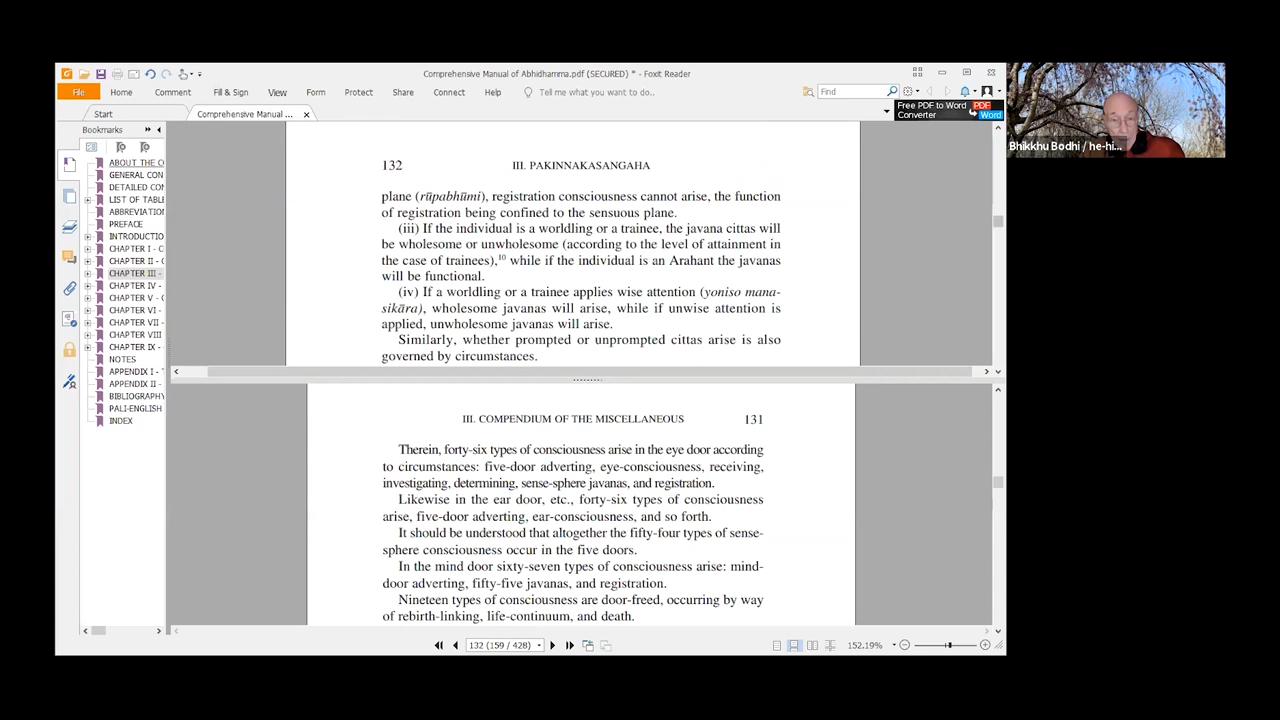 Comprehensive Manual of Abhidhamma.pdf (SECURED) * - Foxit Reader
File Home Comment Fill & Sign View Form Protect Share Connect Help Tell me what you want to do.. Find
Start Comprehensive Manual ...
Free PDF to Word Converter PDF Word
Bookmarks
ABOUT THE C
GENERAL CON
DETAILED CON
LIST OF TABLE
ABBREVIATION
PREFACE
INTRODUCTIO
CHAPTER I - C
CHAPTER II - C
CHAPTER III -
CHAPTER IV -
CHAPTER V - C
CHAPTER VI -
CHAPTER VII -
CHAPTER VIII
CHAPTER IX -
NOTES
APPENDIX I -
APPENDIX II -
BIBLIOGRAPHY
PALI-ENGLISH
INDEX
132 III. PAKINNAKASANGAHA
plane (rūpabhūmi), registration consciousness cannot arise, the function
of registration being confined to the sensuous plane.
(iii) If the individual is a worldling or a trainee, the javana cittas will
be wholesome or unwholesome (according to the level of attainment in
the case of trainees),10 while if the individual is an Arahant the javanas
will be functional.
(iv) If a worldling or a trainee applies wise attention (yoniso mana-
sikāra), wholesome javanas will arise, while if unwise attention is
applied, unwholesome javanas will arise.
Similarly, whether prompted or unprompted cittas arise is also
governed by circumstances.
III. COMPENDIUM OF THE MISCELLANEOUS 131
Therein, forty-six types of consciousness arise in the eye door according
to circumstances: five-door adverting, eye-consciousness, receiving,
investigating, determining, sense-sphere javanas, and registration.
Likewise in the ear door, etc., forty-six types of consciousness
arise, five-door adverting, ear-consciousness, and so forth.
It should be understood that altogether the fifty-four types of sense-
sphere consciousness occur in the five doors.
In the mind door sixty-seven types of consciousness arise: mind-
door adverting, fifty-five javanas, and registration.
Nineteen types of consciousness are door-freed, occurring by way
of rebirth-linking, life-continuum, and death.
132 (159 / 428) 152.19%
Bhikkhu Bodhi / he-hi...